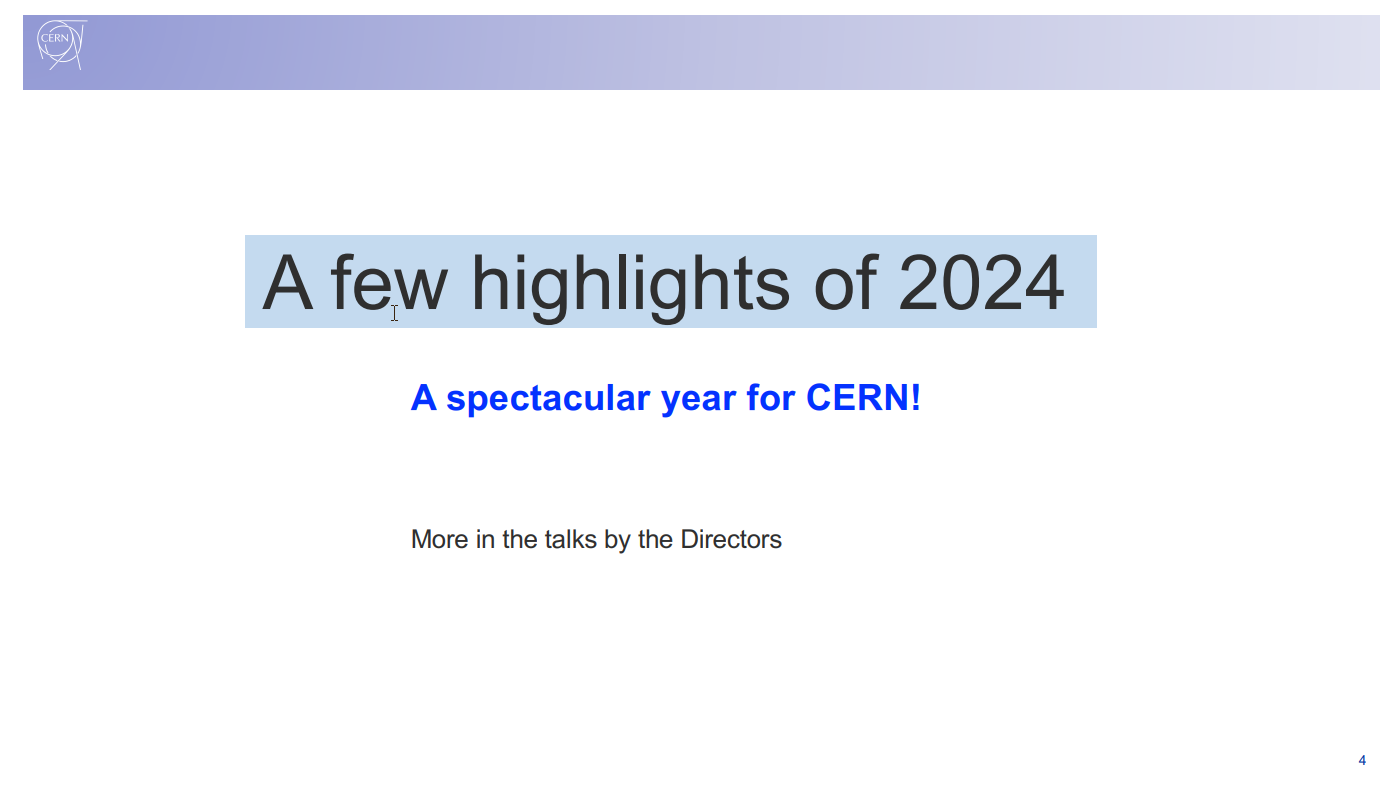 CERN
A few highlights of 2024
A spectacular year for CERN!
More in the talks by the Directors
4